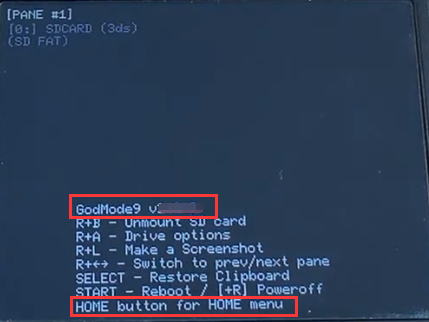 [PANE #1]
[0:] SDCARD (3ds)
(SD FAT)
GodMode9
R+B - Unmount SD card
R+A - Drive options
R+L - Make a Screenshot
R+←→ - Switch to prev/next pane
SELECT - Restore Clipboard
START - Reboot / [+R] Poweroff
HOME button for HOME menu